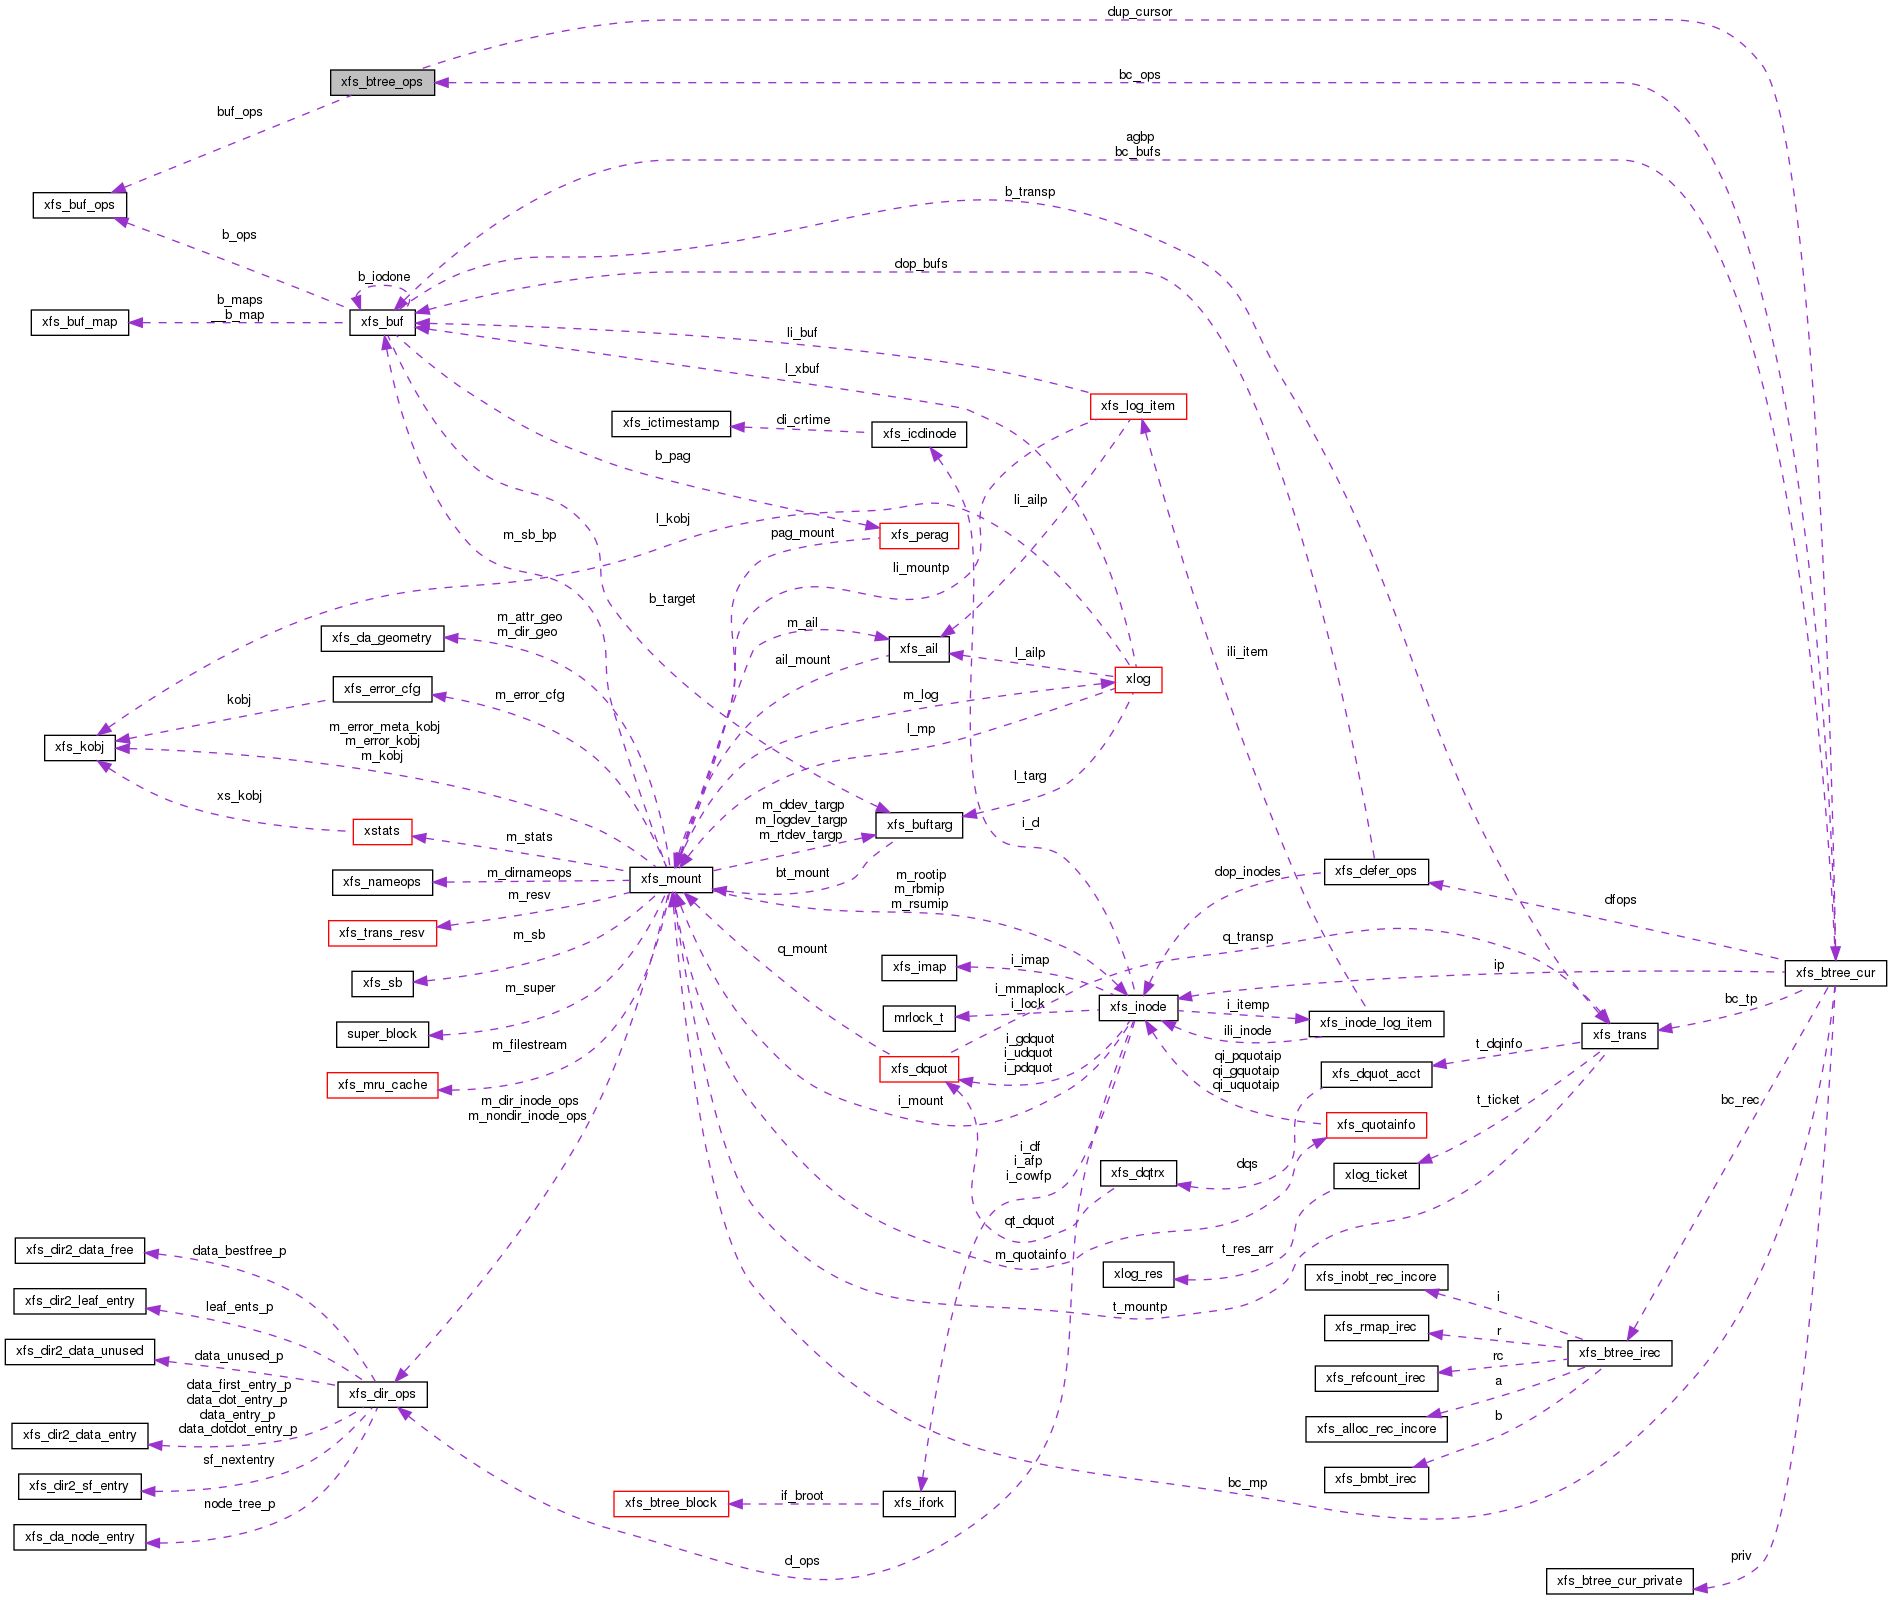 dup_cursor
bc_ops
xfs_btree_ops
buf_ops
agbp
bc_bufs
b_transp
xfs_buf_ops
b_ops
dop_bufs
b_iodone
b_maps
__b_map
xfs_buf_map
xfs_buf
li_buf
l_xbuf
xfs_log_item
xfs_ictimestamp
di_crtime
xfs_icdinode
b_pag
li_ailp
l_kobj
m_sb_bp
pag_mount
xfs_perag
li_mountp
b_target
m_attr_geo
m_dir_geo
xfs_da_geometry
m_ail
xfs_ail
ail_mount
l_ailp
ili_item
xlog
xfs_error_cfg
kobj
m_error_cfg
m_log
m_error_meta_kobj
m_error_kobj
m_kobj
l_mp
xfs_kobj
l_targ
xs_kobj
m_ddev_targp
m_logdev_targp
m_rtdev_targp
i_d
xfs_buftarg
xstats
m_stats
bt_mount
m_rootip
m_rbmip
m_rsumip
dop_inodes
xfs_defer_ops
xfs_nameops
m_dirnameops
xfs_mount
m_resv
dfops
xfs_trans_resv
m_sb
q_mount
q_transp
xfs_sb
xfs_imap
i_imap
ip
xfs_btree_cur
m_super
i_mmaplock
i_lock
xfs_inode
i_itemp
bc_tp
super_block
mrlock_t
ili_inode
xfs_inode_log_item
xfs_trans
m_filestream
i_gdquot
i_udquot
i_pdquot
t_dqinfo
xfs_mru_cache
xfs_dquot
qi_pquotaip
qi_gquotaip
qi_uquotaip
xfs_dquot_acct
m_dir_inode_ops
m_nondir_inode_ops
i_mount
t_ticket
bc_rec
xfs_quotainfo
i_df
i_afp
i_cowfp
xfs_dqtrx
dqs
xlog_ticket
qt_dquot
xfs_dir2_data_free
data_bestfree_p
m_quotainfo
t_res_arr
xlog_res
xfs_inobt_rec_incore
xfs_dir2_leaf_entry
leaf_ents_p
t_mountp
i
xfs_rmap_irec
r
xfs_dir2_data_unused
data_unused_p
rc
xfs_btree_irec
xfs_refcount_irec
a
data_first_entry_p
data_dot_entry_p
data_entry_p
data_dotdot_entry_p
xfs_dir_ops
xfs_dir2_data_entry
xfs_alloc_rec_incore
b
sf_nextentry
xfs_dir2_sf_entry
xfs_bmbt_irec
bc_mp
node_tree_p
xfs_btree_block
if_broot
xfs_ifork
xfs_da_node_entry
d_ops
priv
xfs_btree_cur_private